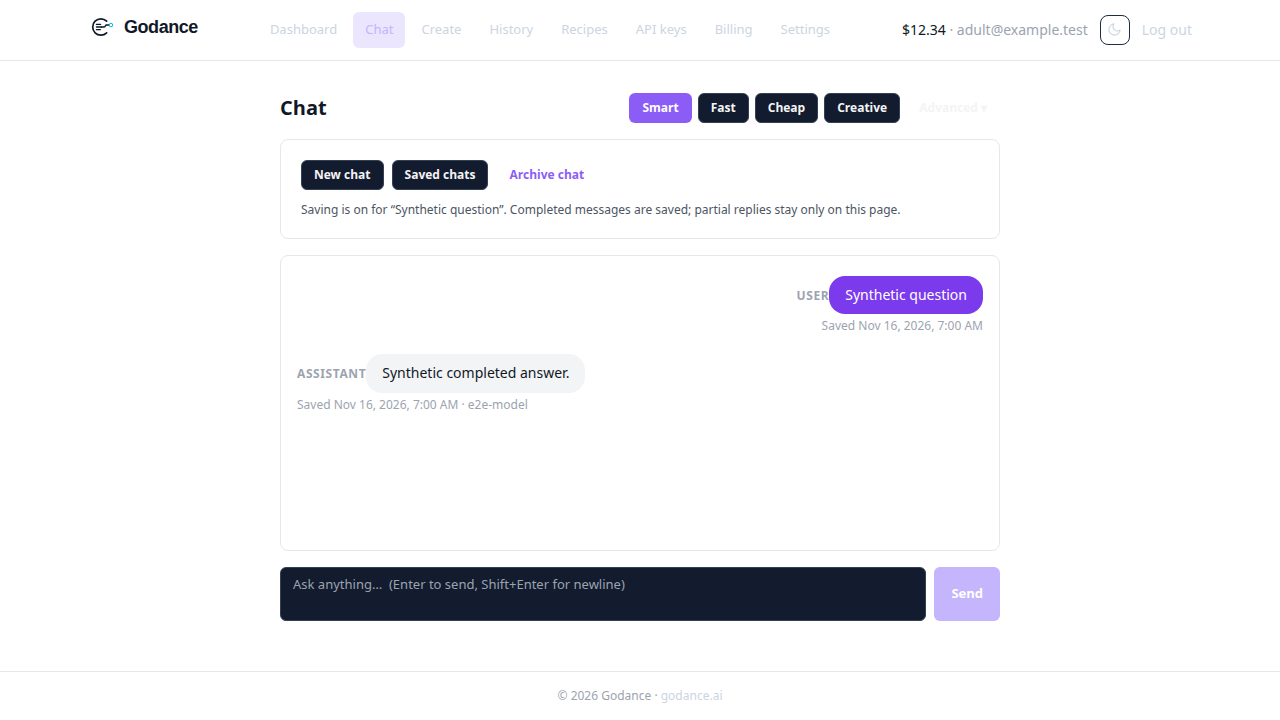 Godance
Dashboard Chat Create History Recipes API keys Billing Settings
$12.34 · adult@example.test Log out
Chat
Smart Fast Cheap Creative Advanced ▾
New chat Saved chats Archive chat
Saving is on for “Synthetic question”. Completed messages are saved; partial replies stay only on this page.
USER Synthetic question
Saved Nov 16, 2026, 7:00 AM
ASSISTANT Synthetic completed answer.
Saved Nov 16, 2026, 7:00 AM · e2e-model
Ask anything… (Enter to send, Shift+Enter for newline)
Send
© 2026 Godance · godance.ai